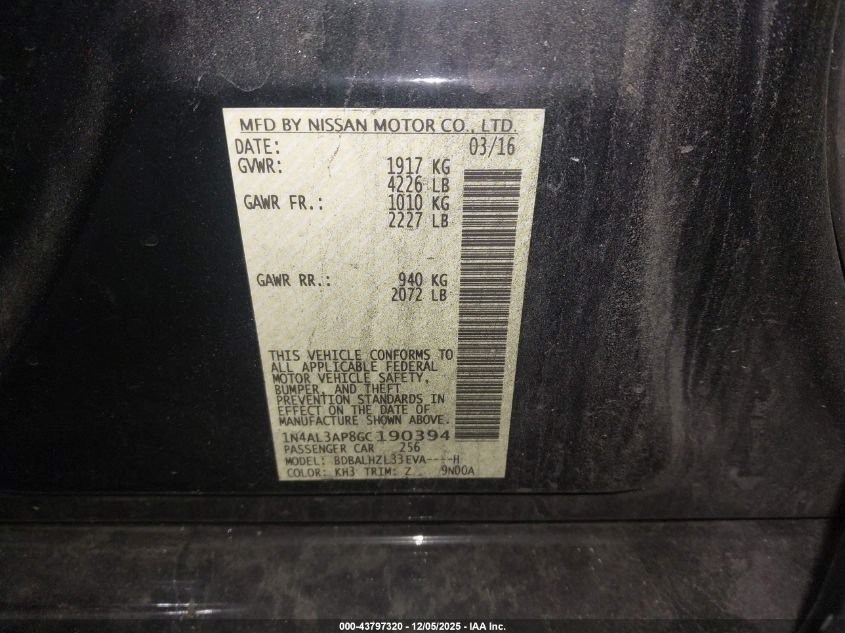 MFD BY NISSAN MOTOR CO., LTD.
DATE: 03/16
GVWR: 1917 KG
4226 LB
GAWR FR.: 1010 KG
2227 LB
GAWR RR.: 940 KG
2072 LB
THIS VEHICLE CONFORMS TO
ALL APPLICABLE FEDERAL
MOTOR VEHICLE SAFETY,
BUMPER, AND THEFT
PREVENTION STANDARDS IN
EFFECT ON THE DATE OF
MANUFACTURE SHOWN ABOVE.
1N4AL3AP8GC190394
PASSENGER CAR 256
MODEL: BDBALHZL33EVA----H
COLOR: KH3 TRIM: Z 9N00A
000-43797320 - 12/05/2025 - IAA Inc.